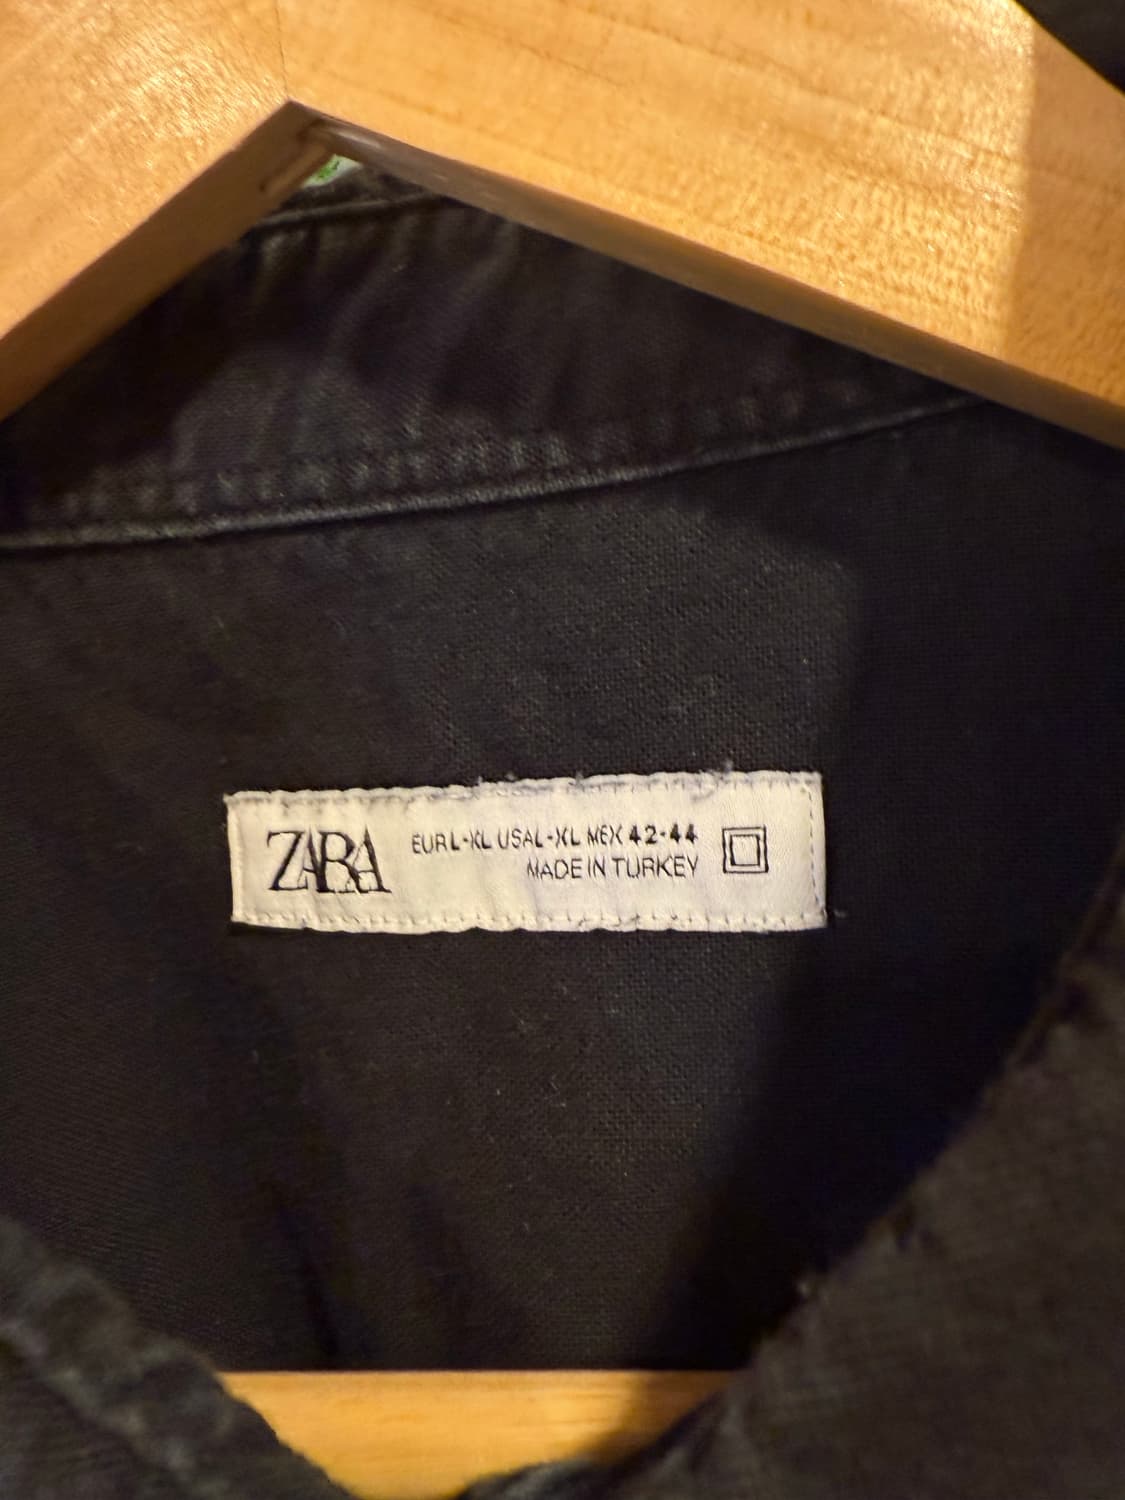 ZARA
EUR L-XL USA L-XL MEX 42-44
MADE IN TURKEY